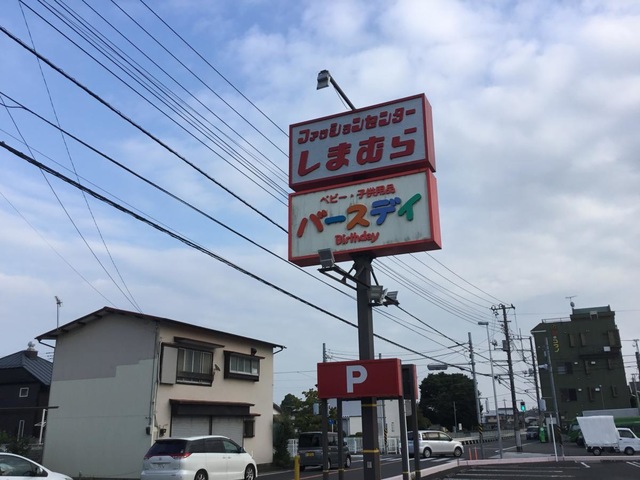 ファッションセンター
しまむら
ベビー・子供用品
バースデイ
Birthday
P